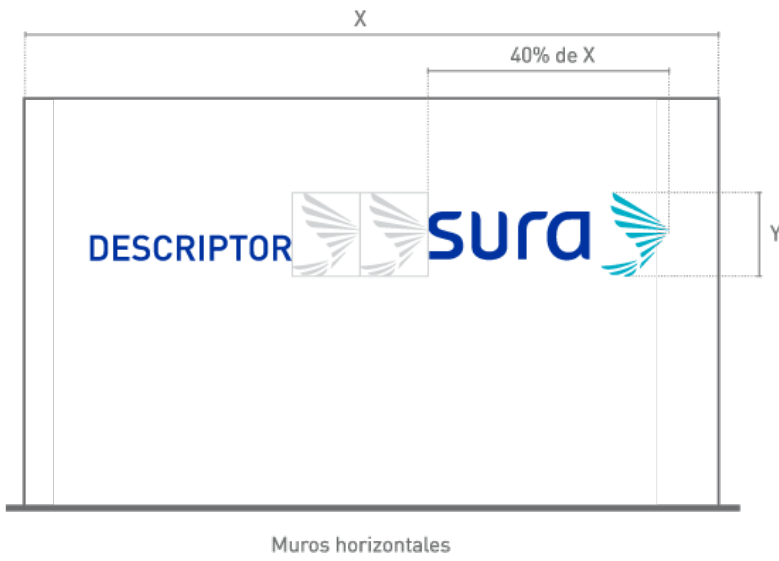 X
40% de X
DESCRIPTOR sura
Y
Muros horizontales